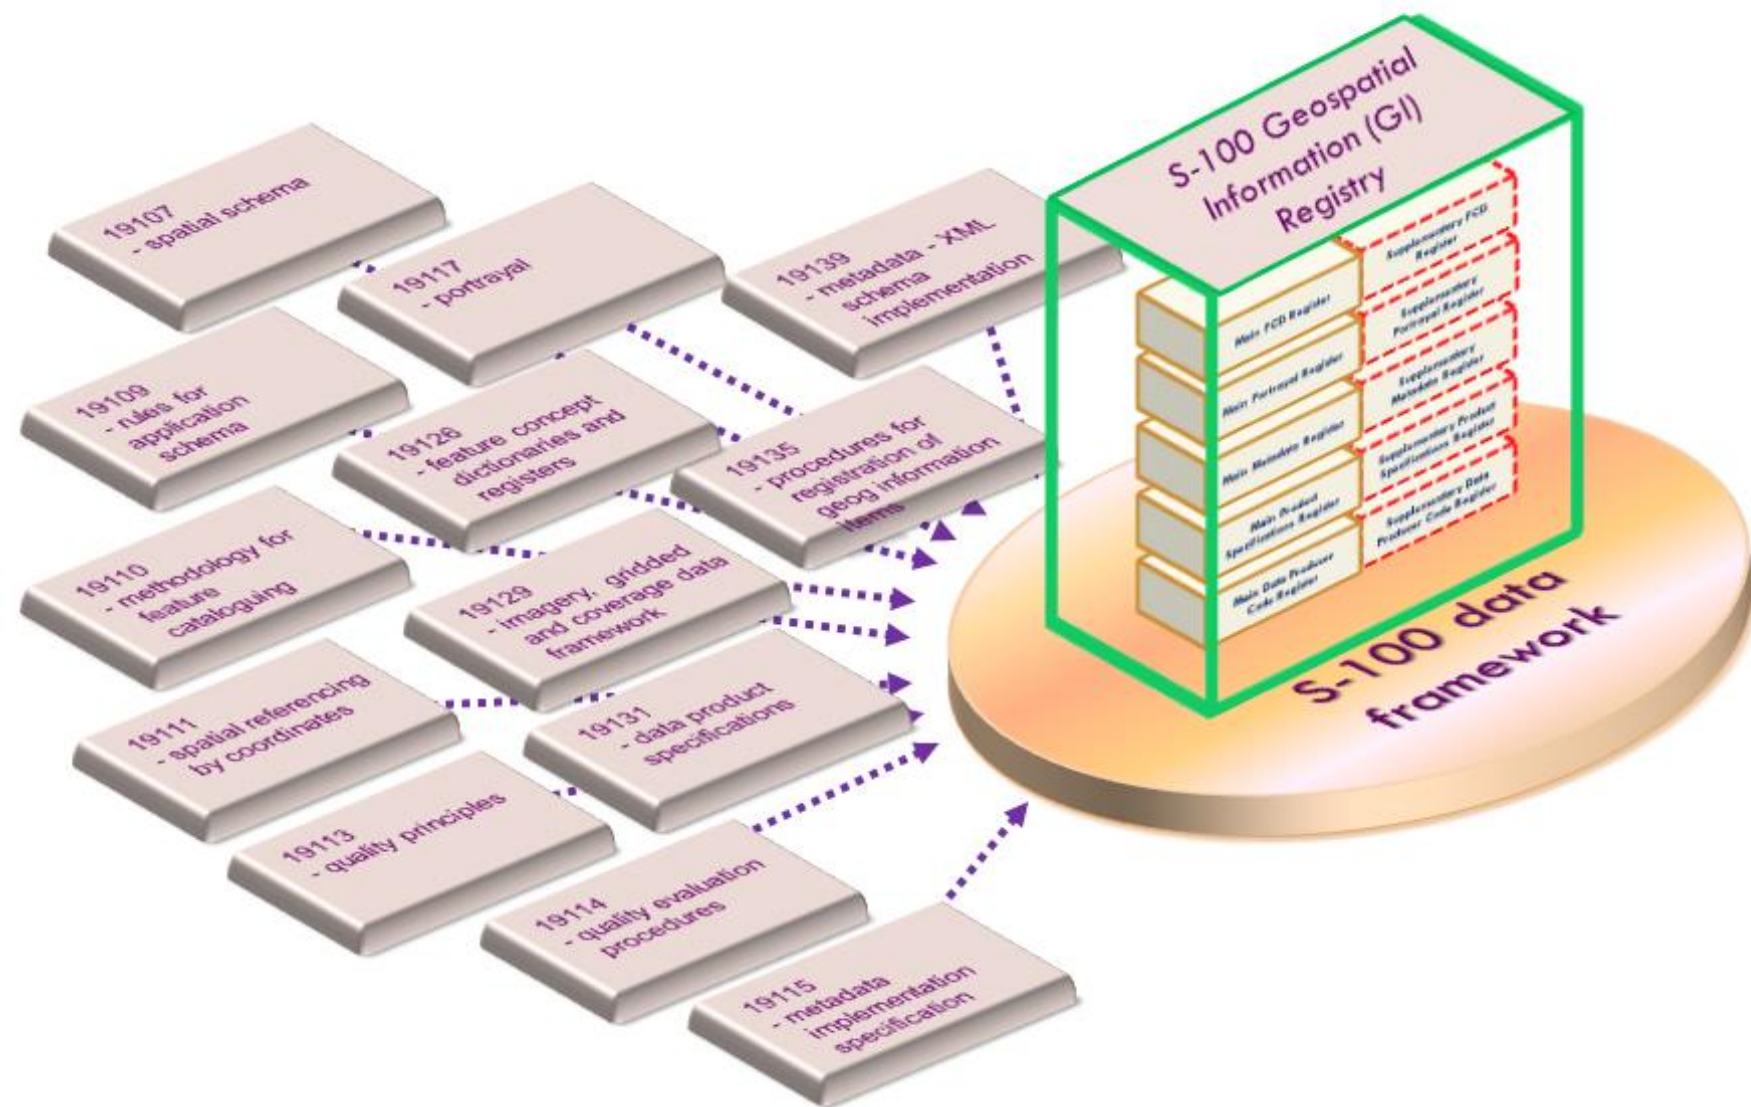 19107
- spatial schema
19117
- portrayal
19139
- metadata - XML
schema
implementation
19109
- rules for
application
schema
19126
- feature concept
dictionaries and
registers
19135
- procedures for
registration of
geog information
items
19110
- methodology for
feature
cataloguing
19129
- imagery, gridded
and coverage data
framework
19111
- spatial referencing
by coordinates
19131
- data product
specifications
19113
- quality principles
19114
- quality evaluation
procedures
19115
- metadata
implementation
specification
S-100 Geospatial
Information (GI)
Registry
Main FCD Register
Main Portrayal Register
Main Metadata Register
Main Product
Specifications Register
Main Data Producer
Code Register
Supplementary FCD
Register
Supplementary
Portrayal Register
Supplementary
Metadata Register
Supplementary Product
Specifications Register
Supplementary Data
Producer Code Register
S-100 data
framework